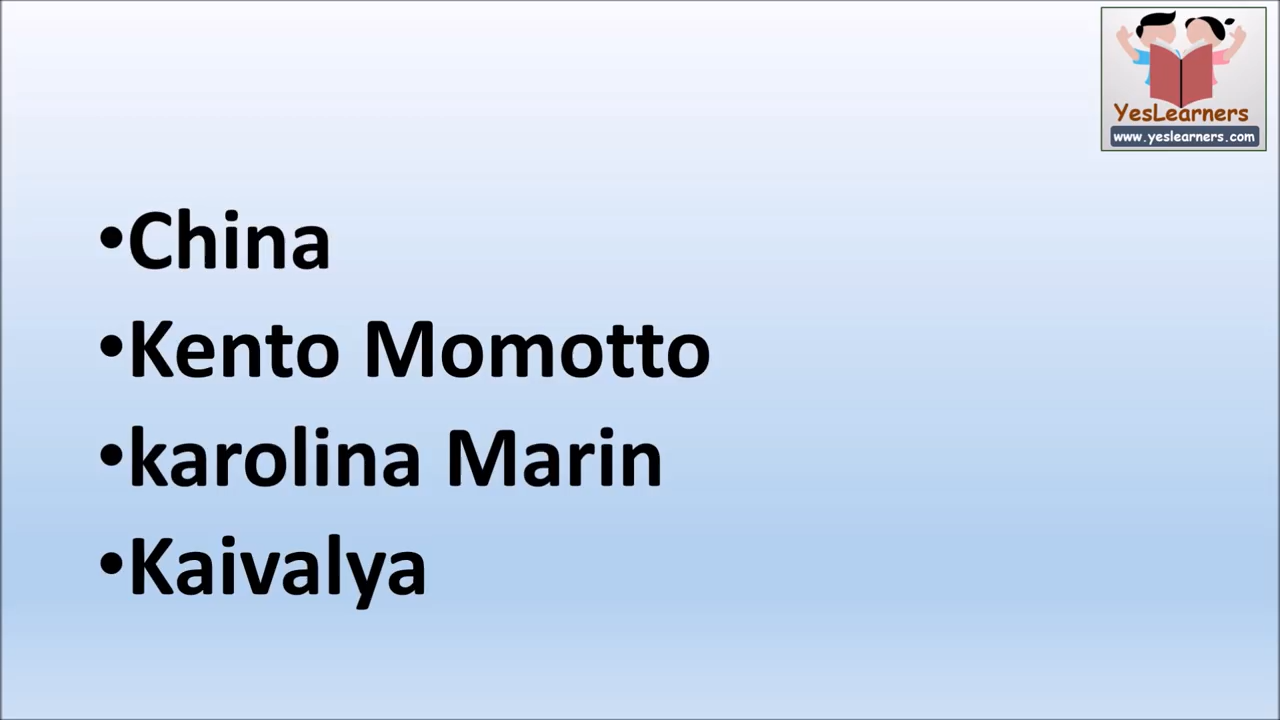 YesLearners
www.yeslearners.com
•China
•Kento Momotto
•karolina Marin
•Kaivalya